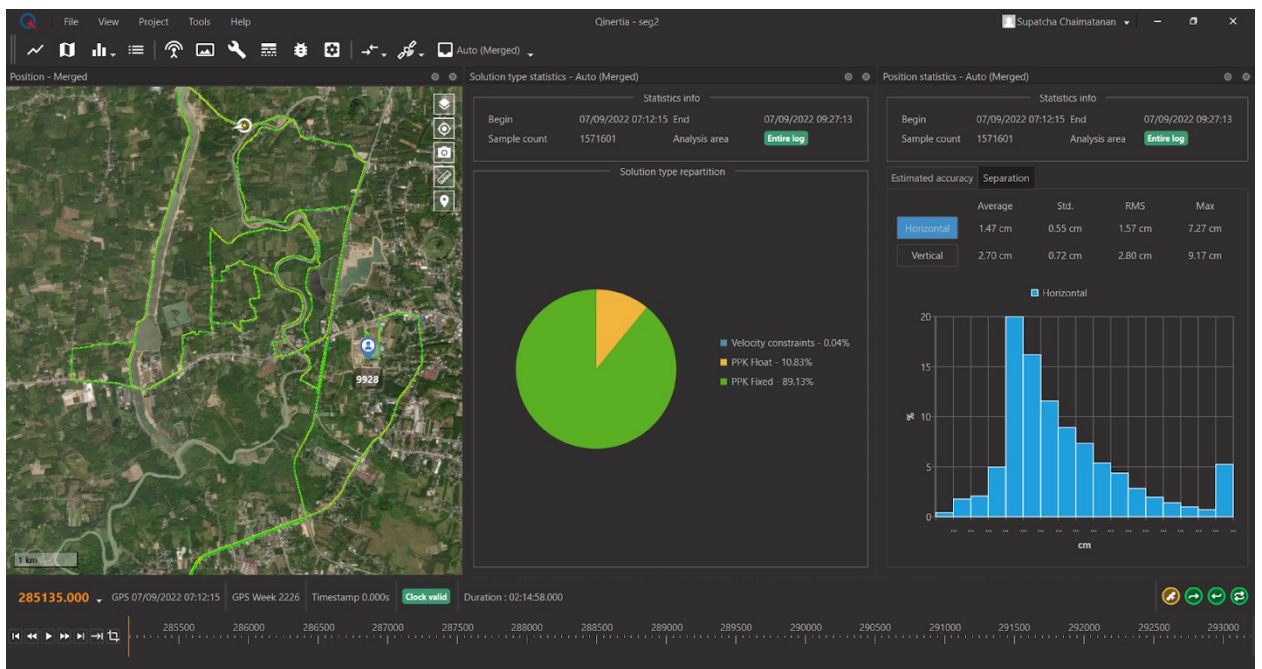 File View Project Tools Help
Qinertia - seg2
Supatcha Chaimatanan
Auto (Merged)
Position - Merged
9928
1 km
Solution type statistics - Auto (Merged)
Statistics info
Begin 07/09/2022 07:12:15 End 07/09/2022 09:27:13
Sample count 1571601 Analysis area Entire log
Solution type repartition
Velocity constraints - 0.04%
PPK Float - 10.83%
PPK Fixed - 89.13%
Position statistics - Auto (Merged)
Statistics info
Begin 07/09/2022 07:12:15 End 07/09/2022 09:27:13
Sample count 1571601 Analysis area Entire log
Estimated accuracy Separation
Average Std. RMS Max
Horizontal 1.47 cm 0.55 cm 1.57 cm 7.27 cm
Vertical 2.70 cm 0.72 cm 2.80 cm 9.17 cm
Horizontal
20
15
%
10
5
0
... ... ... ... ... ... ... ... ... ... ... ... ... ... ... ...
cm
285135.000 GPS 07/09/2022 07:12:15 GPS Week 2226 Timestamp 0.000s Clock valid Duration : 02:14:58.000
285500 286000 286500 287000 287500 288000 288500 289000 289500 290000 290500 291000 291500 292000 292500 293000